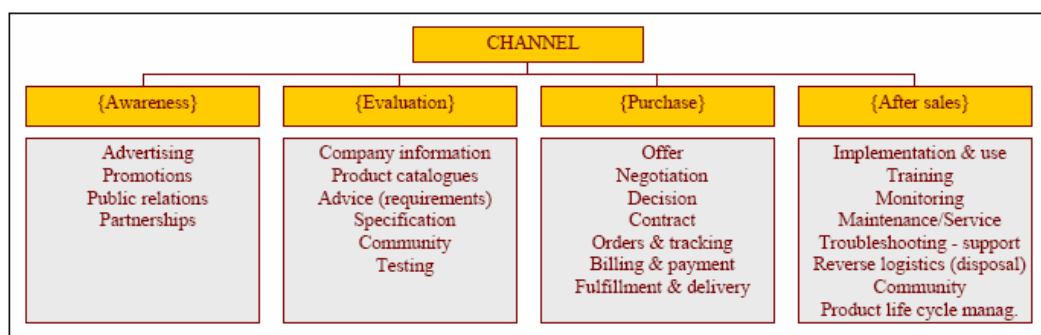 CHANNEL
{Awareness}
Advertising
Promotions
Public relations
Partnerships
{Evaluation}
Company information
Product catalogues
Advice (requirements)
Specification
Community
Testing
{Purchase}
Offer
Negotiation
Decision
Contract
Orders & tracking
Billing & payment
Fulfillment & delivery
{After sales}
Implementation & use
Training
Monitoring
Maintenance/Service
Troubleshooting - support
Reverse logistics (disposal)
Community
Product life cycle manag.